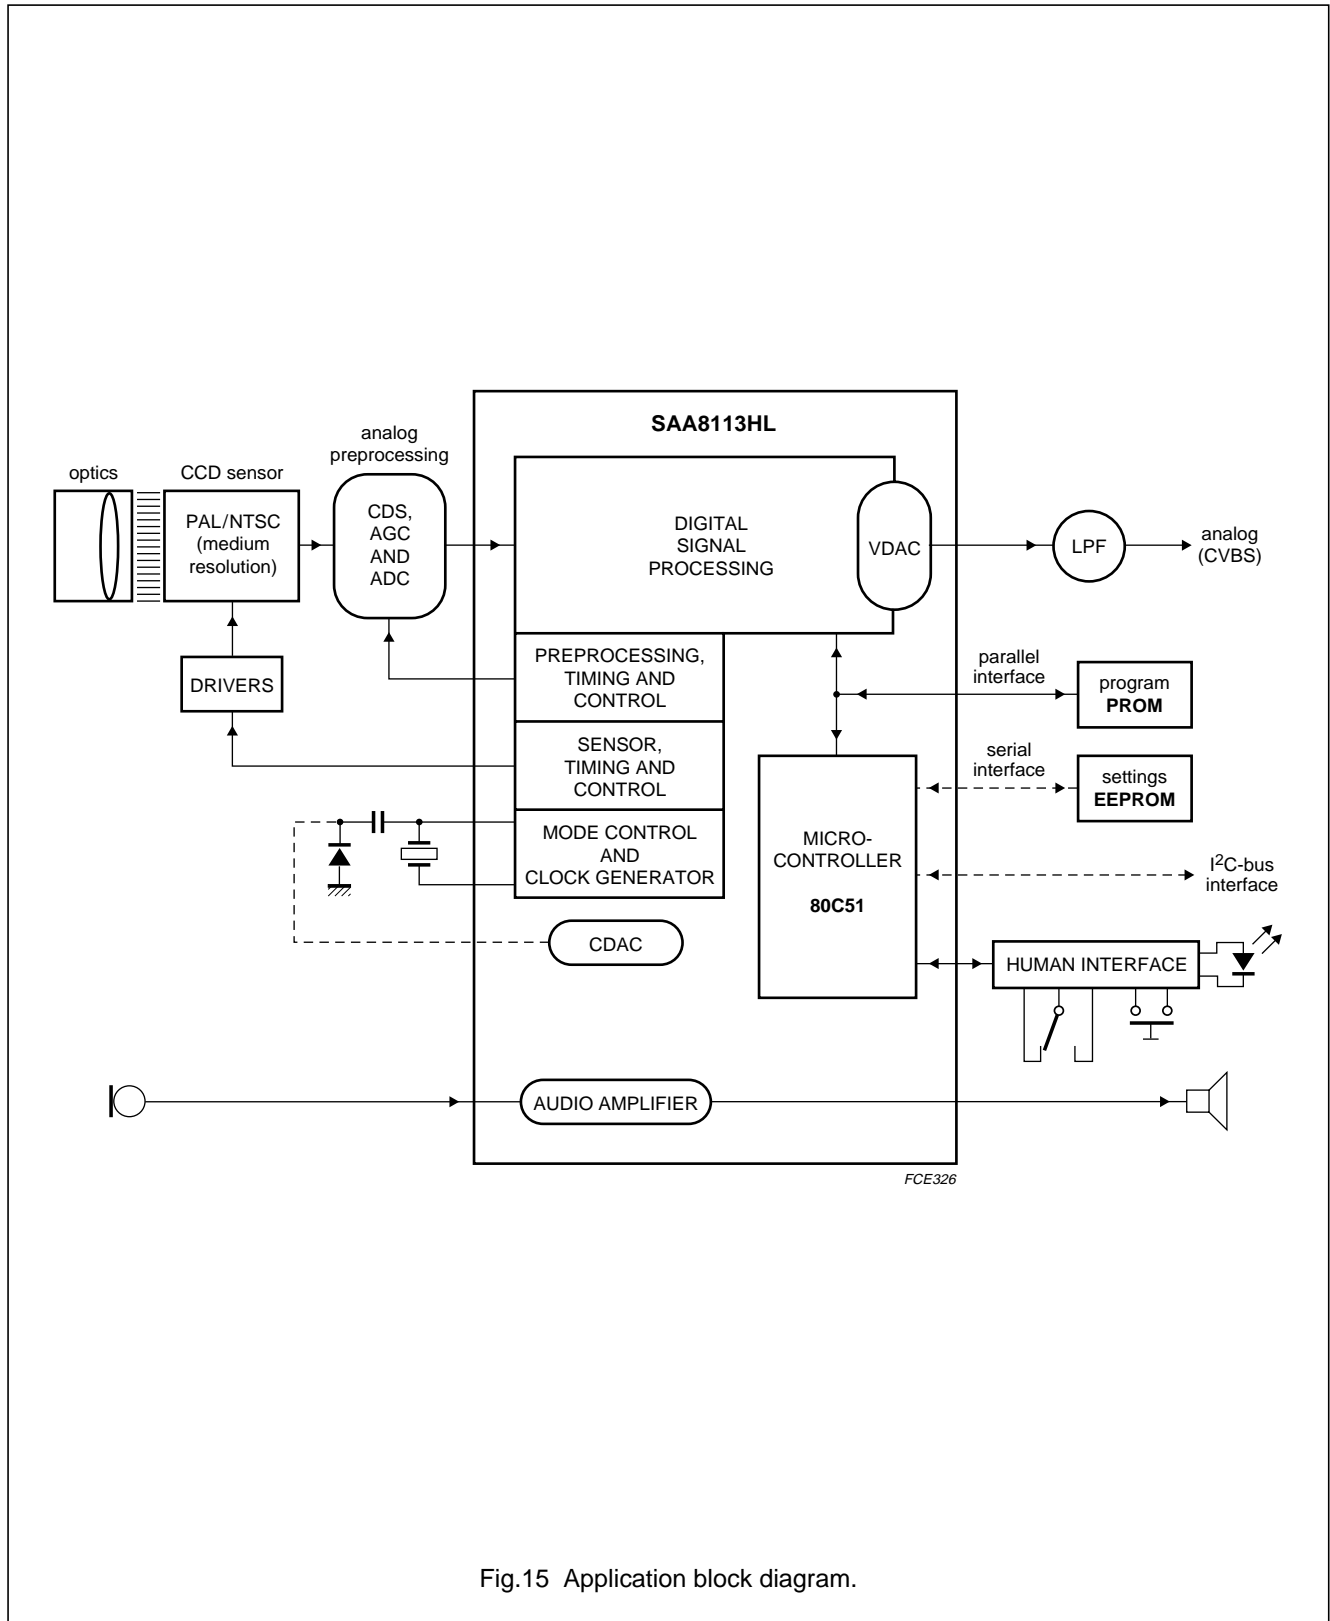 SAA8113HL
analog
preprocessing
optics
CCD sensor
PAL/NTSC
(medium
resolution)
CDS,
AGC
AND
ADC
DIGITAL
SIGNAL
PROCESSING
VDAC
LPF
analog
(CVBS)
DRIVERS
PREPROCESSING,
TIMING AND
CONTROL
parallel
interface
program
PROM
SENSOR,
TIMING AND
CONTROL
serial
interface
settings
EEPROM
MODE CONTROL
AND
CLOCK GENERATOR
MICRO-
CONTROLLER
80C51
I2C-bus
interface
CDAC
HUMAN INTERFACE
AUDIO AMPLIFIER
FCE326
Fig.15 Application block diagram.